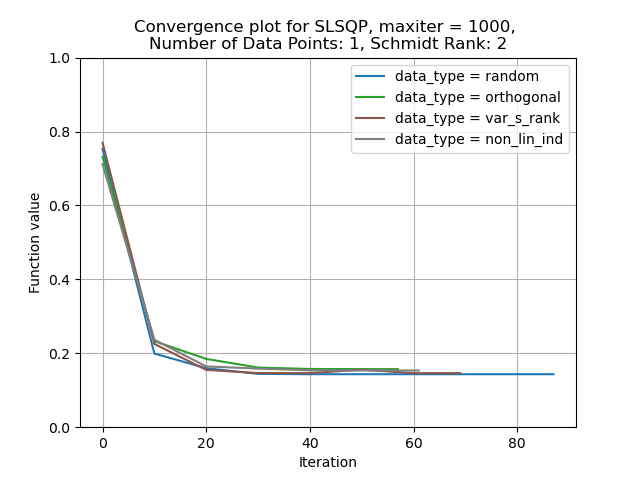 Convergence plot for SLSQP, maxiter = 1000,
Number of Data Points: 1, Schmidt Rank: 2
data_type = random
data_type = orthogonal
data_type = var_s_rank
data_type = non_lin_ind
Function value
1.0
0.8
0.6
0.4
0.2
0.0
0 20 40 60 80
Iteration